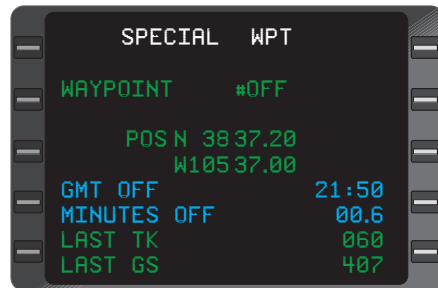 SPECIAL WPT
WAYPOINT #OFF
POS N 38 37.20
W105 37.00
GMT OFF 21:50
MINUTES OFF 00.6
LAST TK 060
LAST GS 407